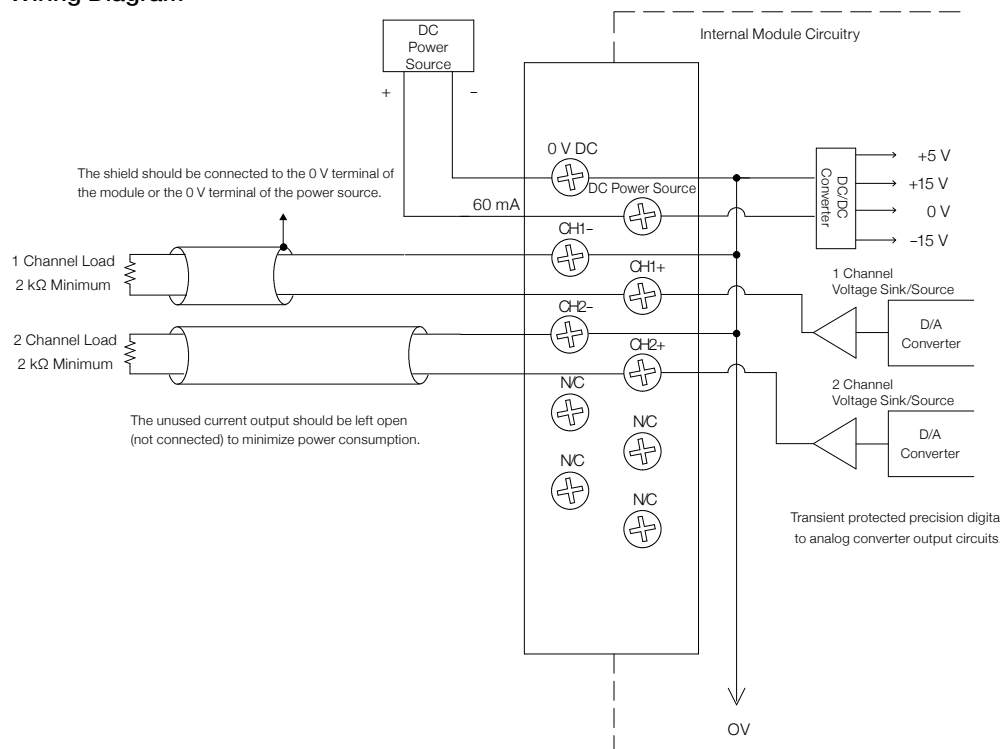 DC
Power
Source
Internal Module Circuitry
+
−
0 V DC
The shield should be connected to the 0 V terminal of
the module or the 0 V terminal of the power source.
DC Power Source
60 mA
DC/DC
Converter
+5 V
+15 V
0 V
−15 V
CH1−
1 Channel Load
2 kΩ Minimum
CH1+
1 Channel
Voltage Sink/Source
D/A
Converter
CH2−
2 Channel Load
2 kΩ Minimum
CH2+
N/C
2 Channel
Voltage Sink/Source
The unused current output should be left open
(not connected) to minimize power consumption.
N/C
D/A
Converter
N/C
N/C
Transient protected precision digita
to analog converter output circuits.
OV